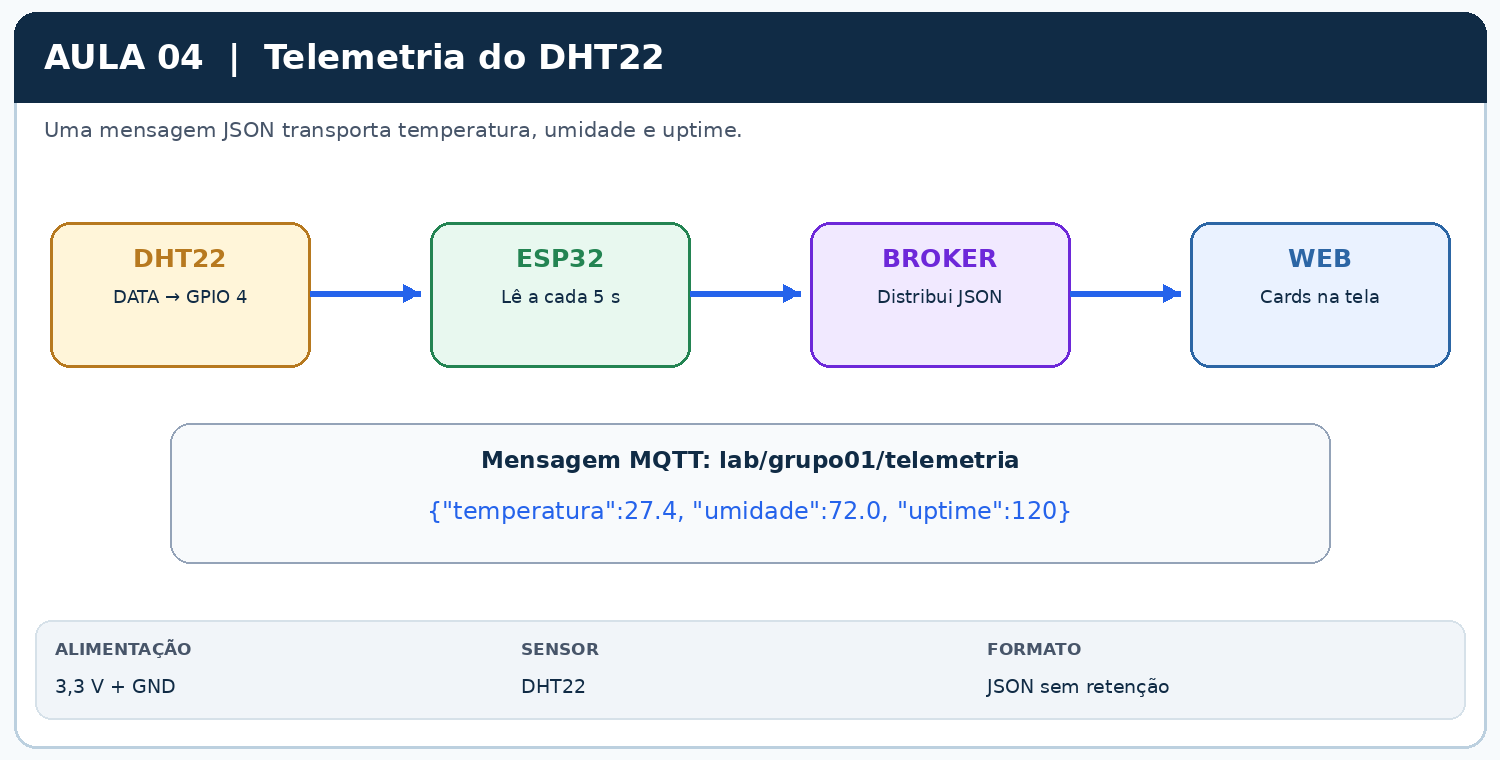 AULA 04 | Telemetria do DHT22
Uma mensagem JSON transporta temperatura, umidade e uptime.
DHT22
DATA → GPIO 4
ESP32
Lê a cada 5 s
BROKER
Distribui JSON
WEB
Cards na tela
Mensagem MQTT: lab/grupo01/telemetria
{"temperatura":27.4, "umidade":72.0, "uptime":120}
ALIMENTAÇÃO
3,3 V + GND
SENSOR
DHT22
FORMATO
JSON sem retenção